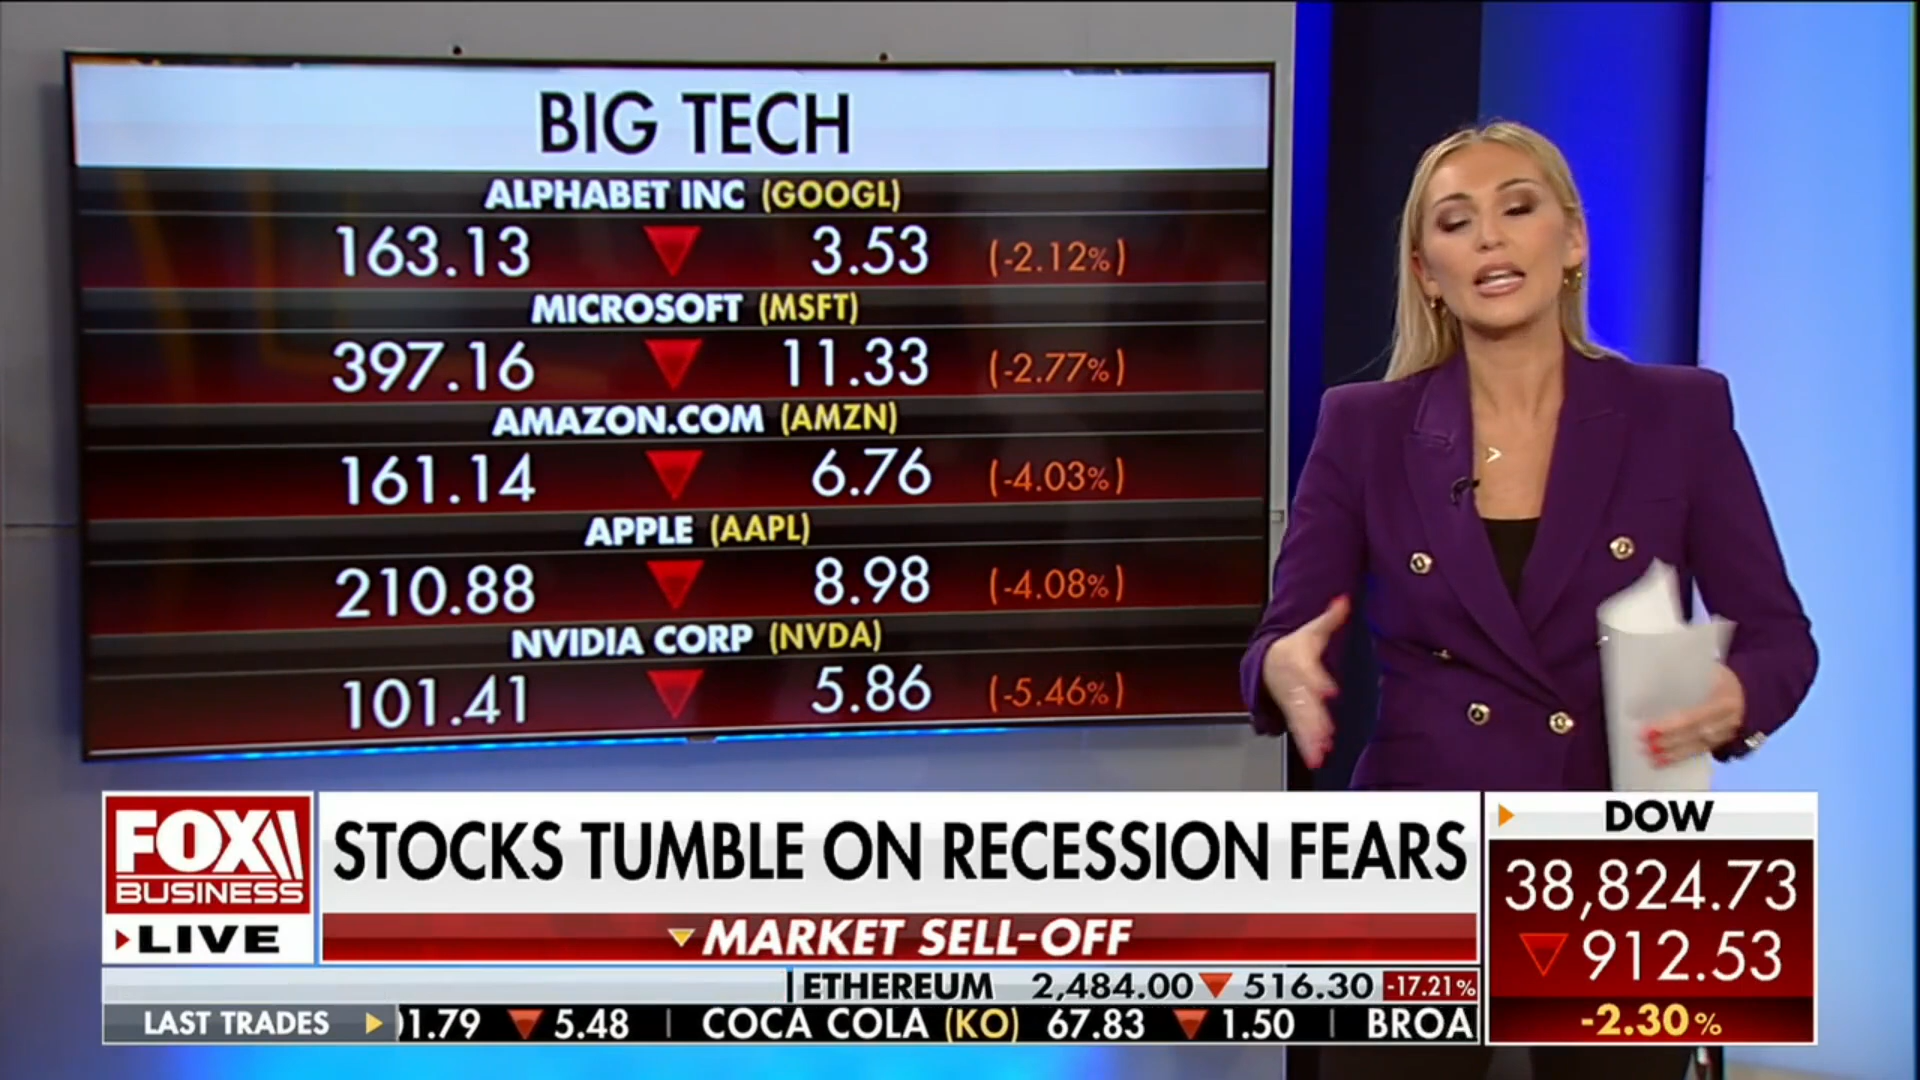 BIG TECH
ALPHABET INC (GOOGL)
163.13 ▼ 3.53 (-2.12%)
MICROSOFT (MSFT)
397.16 ▼ 11.33 (-2.77%)
AMAZON.COM (AMZN)
161.14 ▼ 6.76 (-4.03%)
APPLE (AAPL)
210.88 ▼ 8.98 (-4.08%)
NVIDIA CORP (NVDA)
101.41 ▼ 5.86 (-5.46%)
FOX
BUSINESS
LIVE
STOCKS TUMBLE ON RECESSION FEARS
MARKET SELL-OFF
DOW
38,824.73
▼ 912.53
-2.30%
ETHEREUM 2,484.00 ▼ 516.30 -17.21%
LAST TRADES 1.79 ▼ 5.48 | COCA COLA (KO) 67.83 ▼ 1.50 | BROA